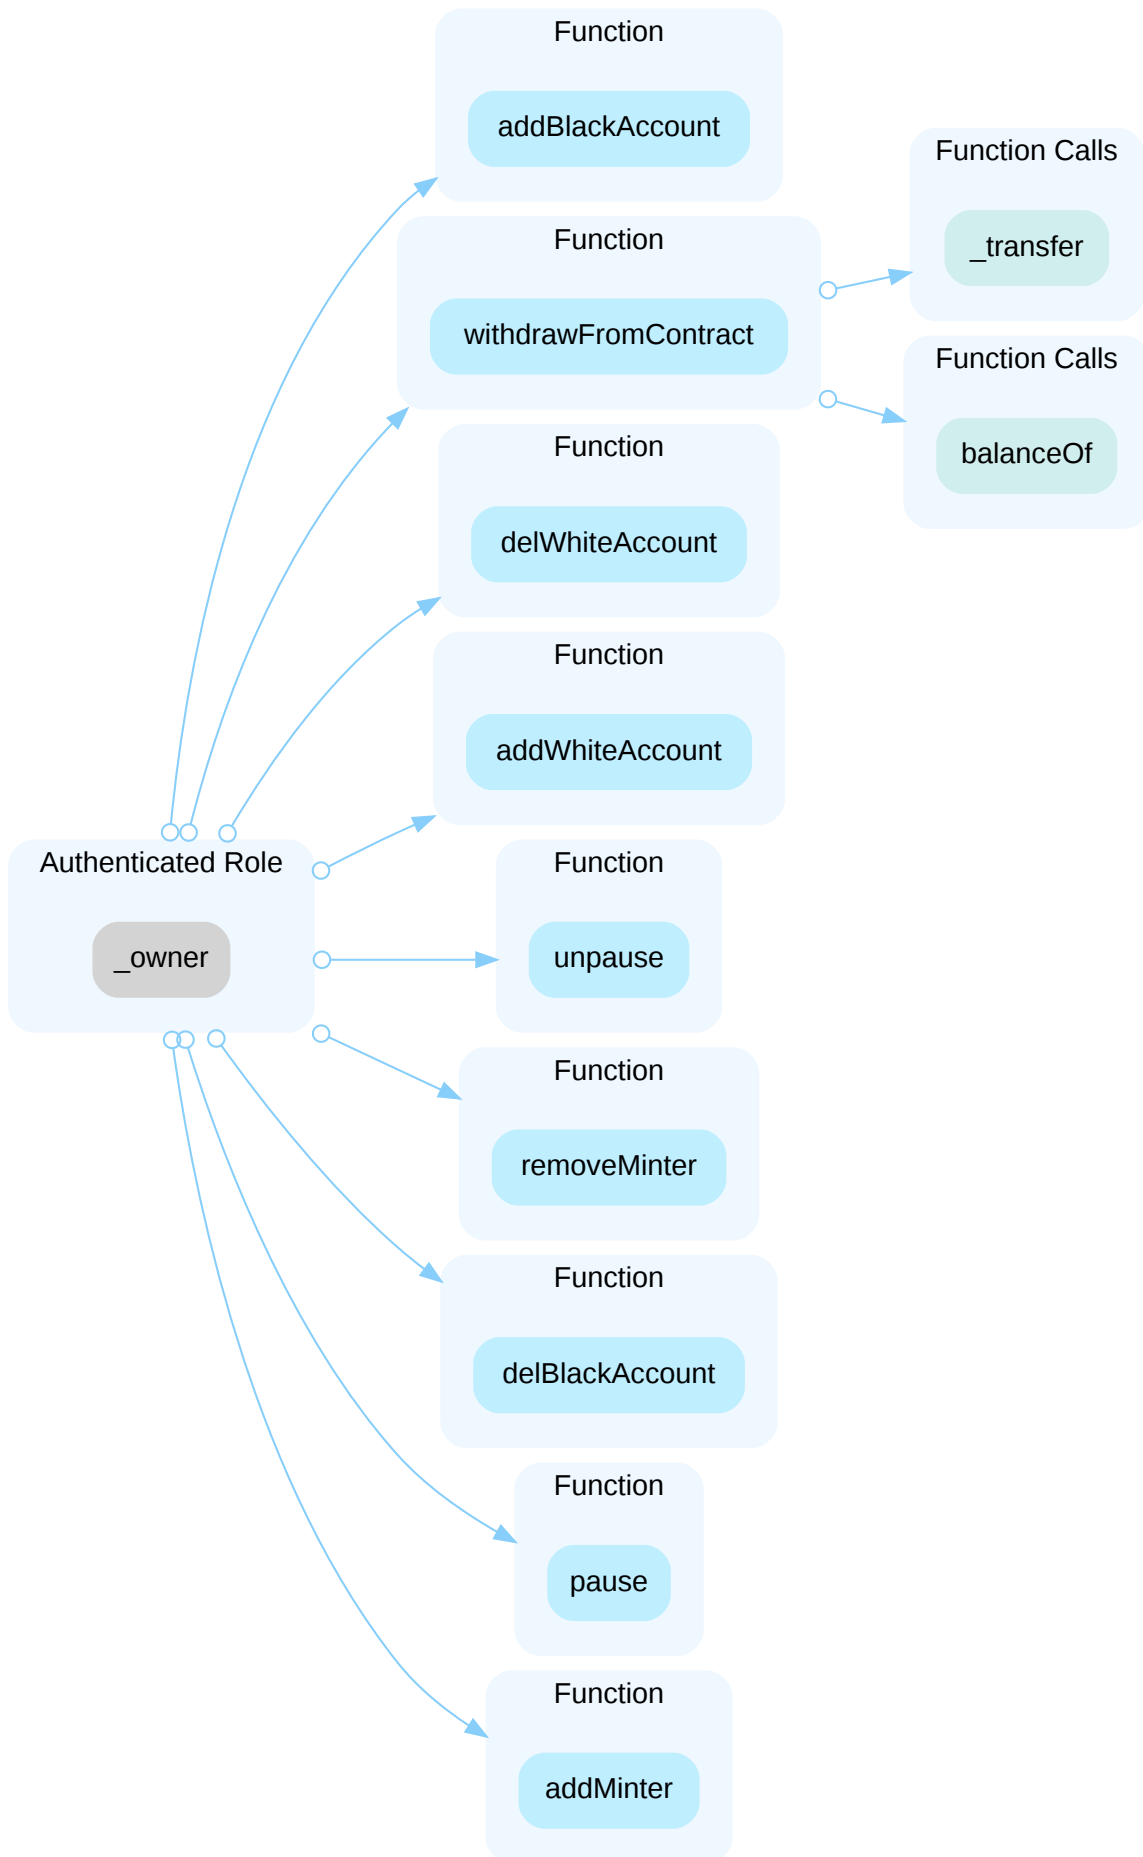 Function
addBlackAccount
Function Calls
_transfer
Function
withdrawFromContract
Function Calls
balanceOf
Function
delWhiteAccount
Function
addWhiteAccount
Authenticated Role
_owner
Function
unpause
Function
removeMinter
Function
delBlackAccount
Function
pause
Function
addMinter